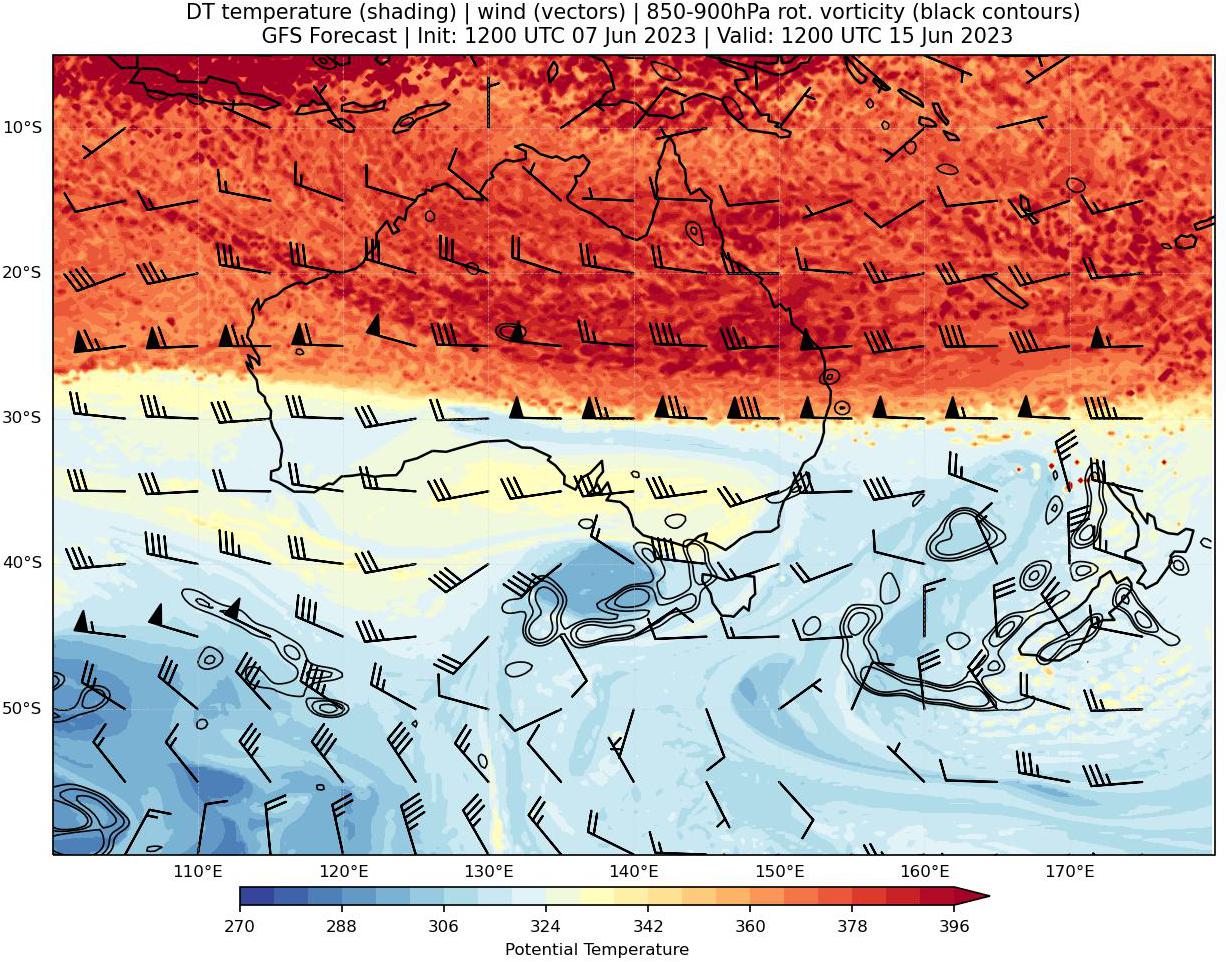 DT temperature (shading) | wind (vectors) | 850-900hPa rot. vorticity (black contours)
GFS Forecast | Init: 1200 UTC 07 Jun 2023 | Valid: 1200 UTC 15 Jun 2023
10°S
20°S
30°S
40°S
50°S
110°E 120°E 130°E 140°E 150°E 160°E 170°E
270 288 306 324 342 360 378 396
Potential Temperature